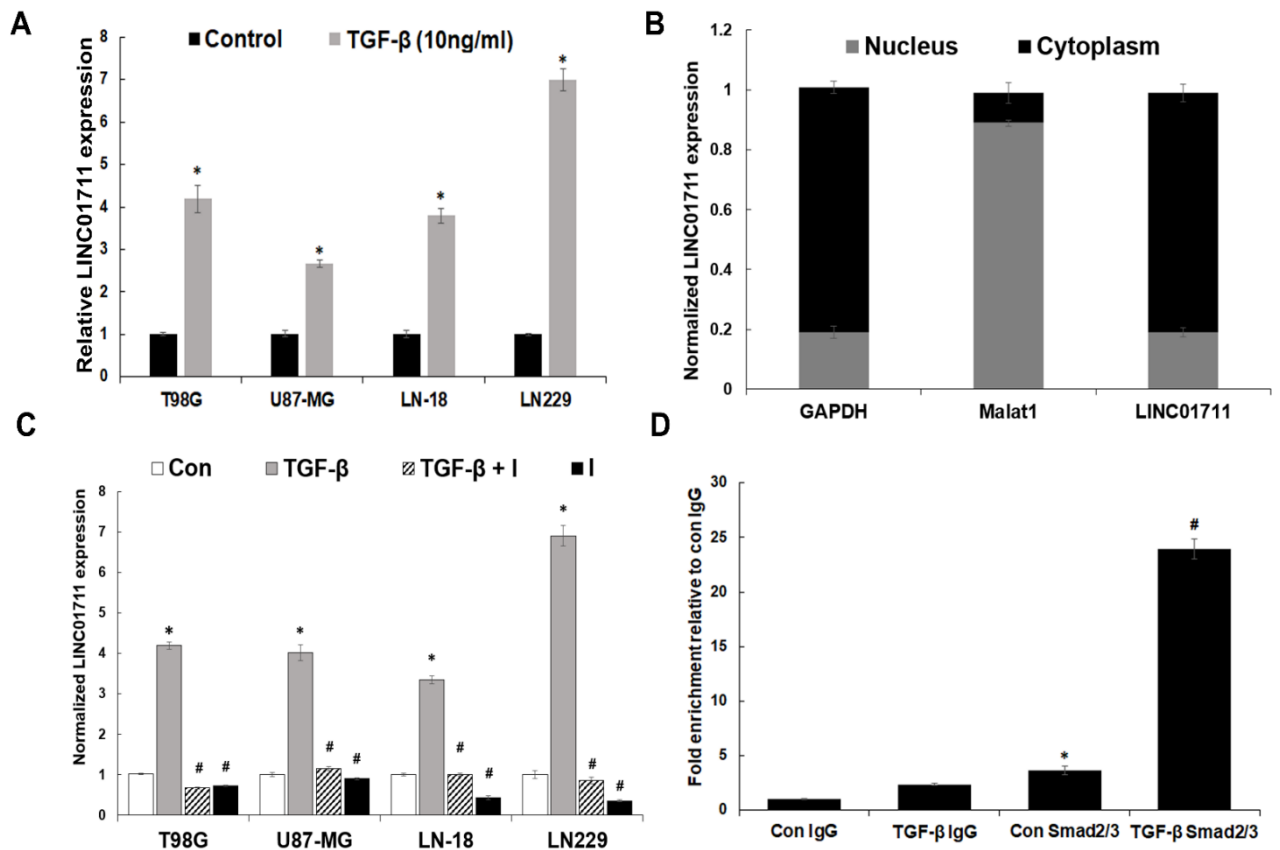 A
Control
TGF-β (10ng/ml)
Relative LINC01711 expression
8
7
6
5
4
3
2
1
0
*
*
*
*
T98G
U87-MG
LN-18
LN229
B
Nucleus
Cytoplasm
Normalized LINC01711 expression
1.2
1
0.8
0.6
0.4
0.2
0
GAPDH
Malat1
LINC01711
C
Con
TGF-β
TGF-β + I
I
Normalized LINC01711 expression
8
7
6
5
4
3
2
1
0
*
#
#
*
#
#
*
#
#
*
#
#
T98G
U87-MG
LN-18
LN229
D
Fold enrichment relative to con IgG
30
25
20
15
10
5
0
*
#
Con IgG
TGF-β IgG
Con Smad2/3
TGF-β Smad2/3